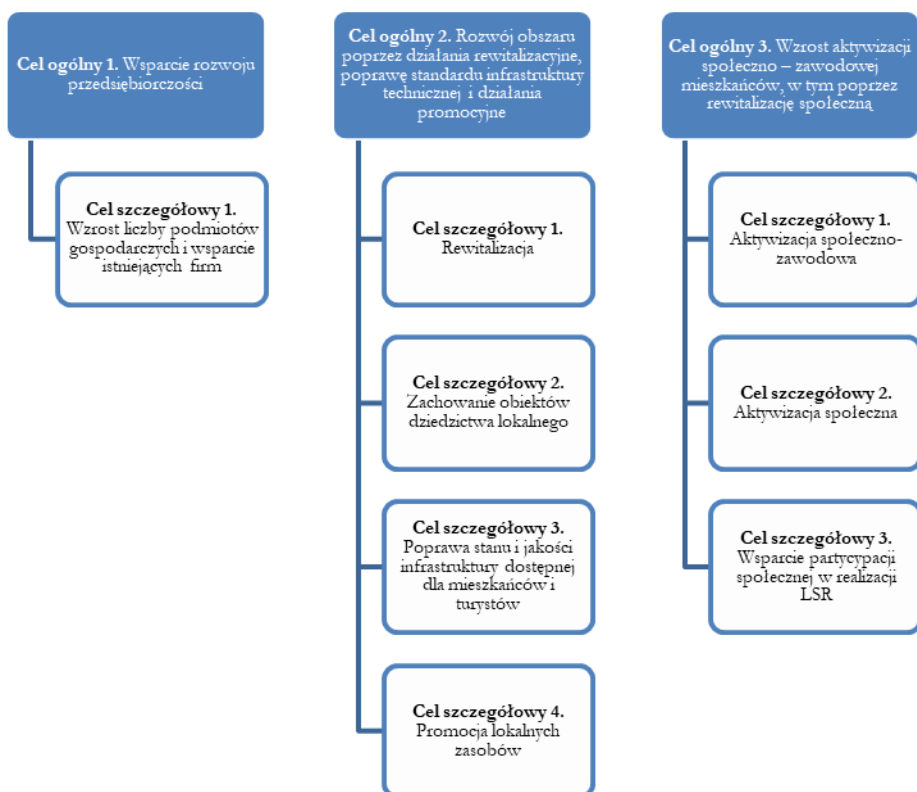 Cel ogólny 1. Wsparcie rozwoju
przedsiębiorczości
Cel szczegółowy 1.
Wzrost liczby podmiotów
gospodarczych i wsparcie
istniejących firm
Cel ogólny 2. Rozwój obszaru
poprzez działania rewitalizacyjne,
poprawę standardu infrastruktury
technicznej i działania
promocyjne
Cel szczegółowy 1.
Rewitalizacja
Cel szczegółowy 2.
Zachowanie obiektów
dziedzictwa lokalnego
Cel szczegółowy 3.
Poprawa stanu i jakości
infrastruktury dostępnej
dla mieszkańców i
turystów
Cel szczegółowy 4.
Promocja lokalnych
zasobów
Cel ogólny 3. Wzrost aktywizacji
społeczno – zawodowej
mieszkańców, w tym poprzez
rewitalizację społeczną
Cel szczegółowy 1.
Aktywizacja społeczno-
zawodowa
Cel szczegółowy 2.
Aktywizacja społeczna
Cel szczegółowy 3.
Wsparcie partycypacji
społecznej w realizacji
LSR